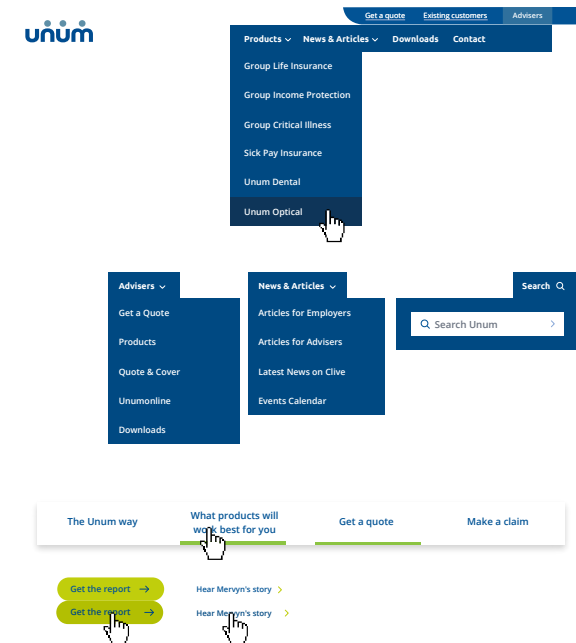 Get a quote Existing customers Advisers
unum
Products News & Articles Downloads Contact
Group Life Insurance
Group Income Protection
Group Critical Illness
Sick Pay Insurance
Unum Dental
Unum Optical
Advisers
Get a Quote
Products
Quote & Cover
Unumonline
Downloads
News & Articles
Articles for Employers
Articles for Advisers
Latest News on Clive
Events Calendar
Search
Search Unum
The Unum way
What products will
work best for you
Get a quote
Make a claim
Get the report
Hear Mervyn's story
Get the report
Hear Mervyn's story